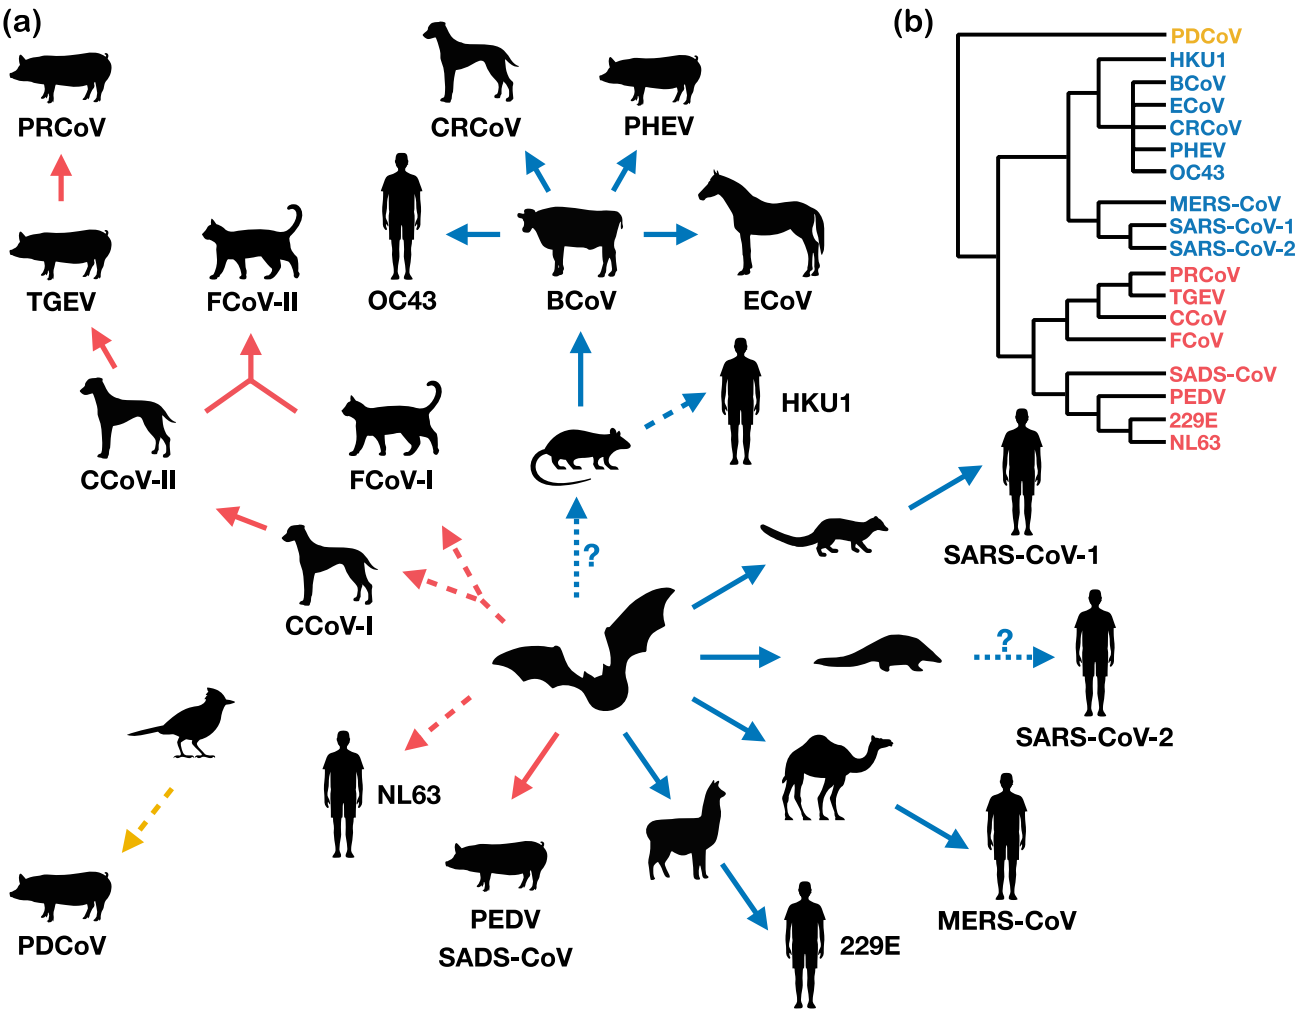 (a)
PRCoV
CRCoV
PHEV
TGEV
FCoV-II
OC43
BCoV
ECoV
HKU1
CCoV-II
FCoV-I
?
SARS-CoV-1
CCoV-I
?
SARS-CoV-2
NL63
PEDV
SADS-CoV
MERS-CoV
229E
PDCoV
(b)
PDCoV
HKU1
BCoV
ECoV
CRCoV
PHEV
OC43
MERS-CoV
SARS-CoV-1
SARS-CoV-2
PRCoV
TGEV
CCoV
FCoV
SADS-CoV
PEDV
229E
NL63